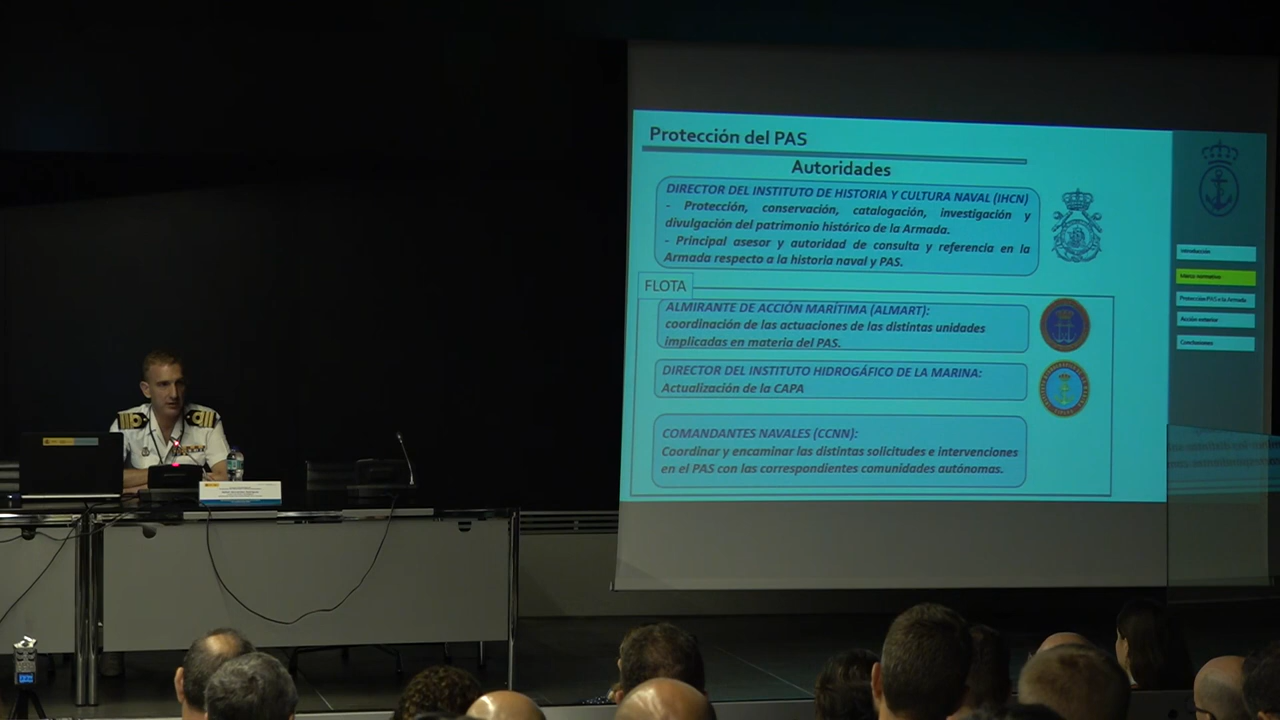 Protección del PAS
Autoridades
DIRECTOR DEL INSTITUTO DE HISTORIA Y CULTURA NAVAL (IHCN)
- Protección, conservación, catalogación, investigación y
divulgación del patrimonio histórico de la Armada.
- Principal asesor y autoridad de consulta y referencia en la
Armada respecto a la historia naval y PAS.
FLOTA
ALMIRANTE DE ACCIÓN MARÍTIMA (ALMART):
coordinación de las actuaciones de las distintas unidades
implicadas en materia del PAS.
DIRECTOR DEL INSTITUTO HIDROGÁFICO DE LA MARINA:
Actualización de la CAPA
COMANDANTES NAVALES (CCNN):
Coordinar y encaminar las distintas solicitudes e intervenciones
en el PAS con las correspondientes comunidades autónomas.
Introducción
Marco normativo
Protección PAS e la Armada
Acción exterior
Conclusiones